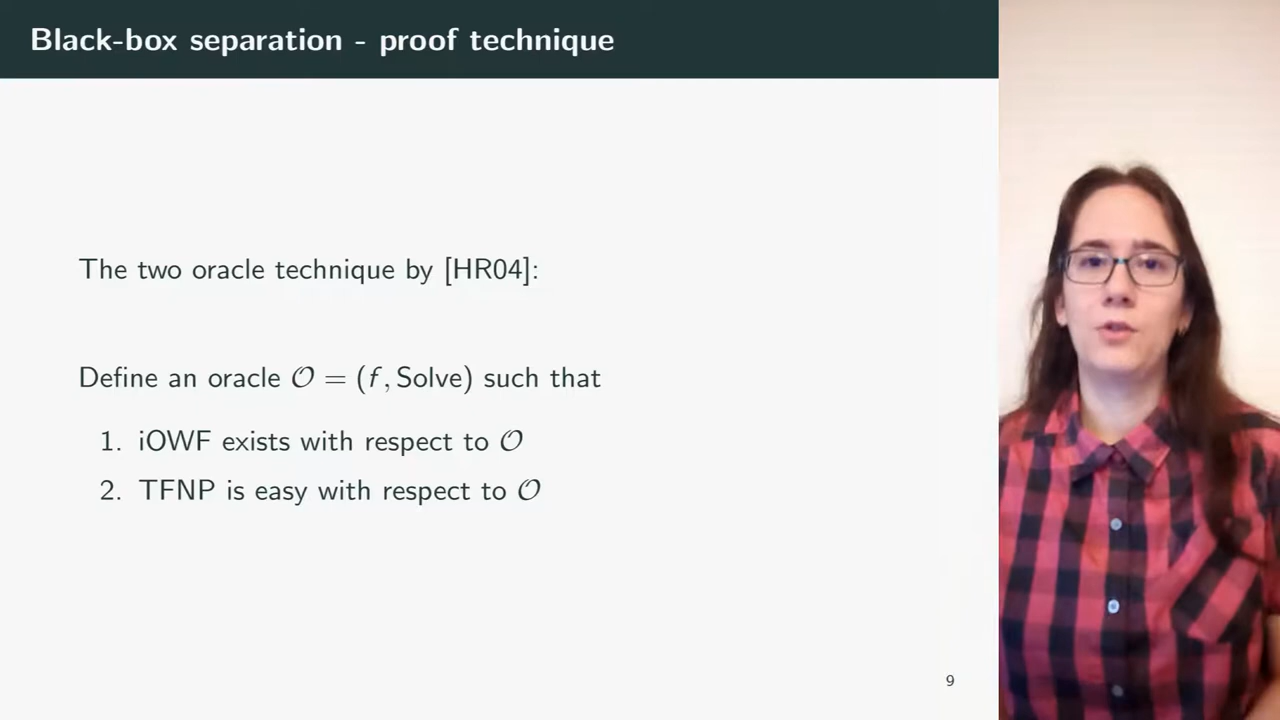 Black-box separation - proof technique
The two oracle technique by [HR04]:
Define an oracle 𝒪 = (f, Solve) such that
1. iOWF exists with respect to 𝒪
2. TFNP is easy with respect to 𝒪
9